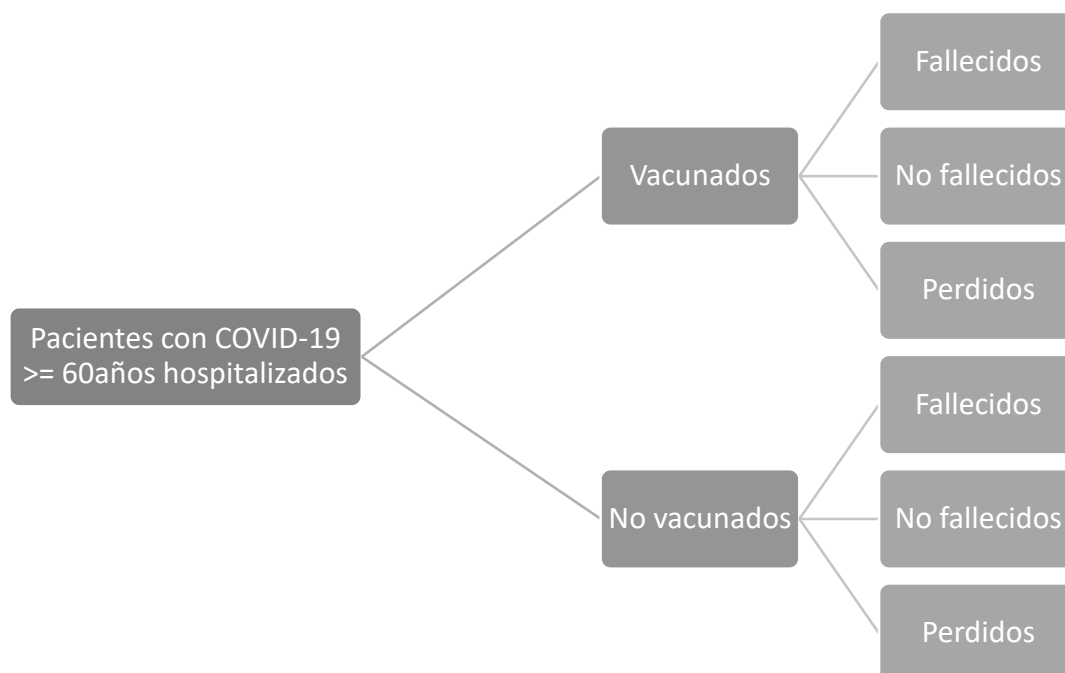 Fallecidos
Vacunados
No fallecidos
Perdidos
Pacientes con COVID-19
>= 60años hospitalizados
Fallecidos
No vacunados
No fallecidos
Perdidos